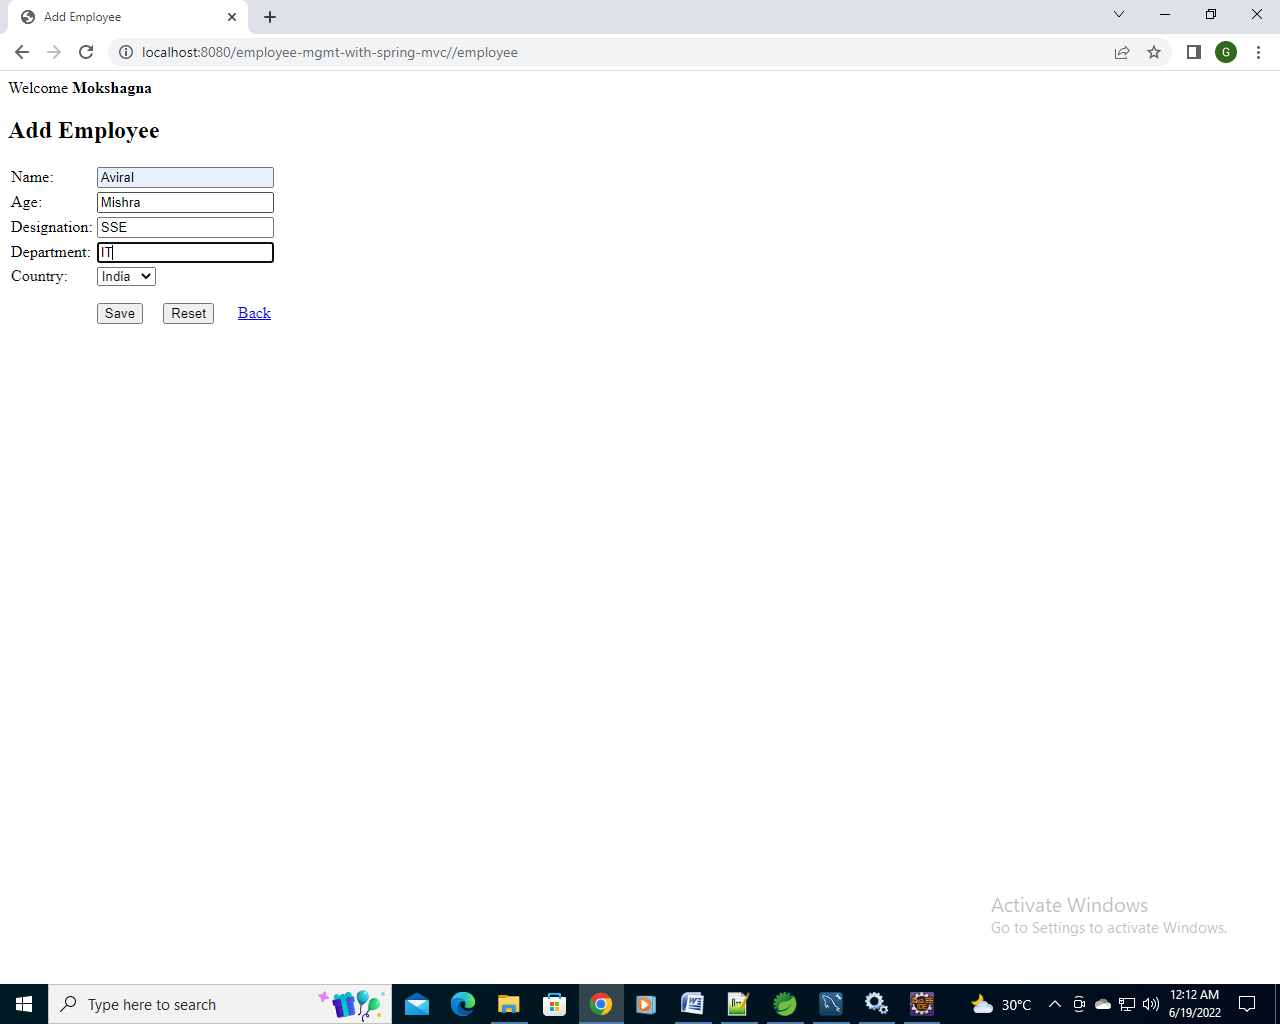 Add Employee
localhost:8080/employee-mgmt-with-spring-mvc//employee
G
Welcome Mokshagna
Add Employee
Name: Aviral
Age: Mishra
Designation: SSE
Department: IT
Country: India
Save Reset Back
Activate Windows
Go to Settings to activate Windows.
Type here to search
30°C
12:12 AM
6/19/2022